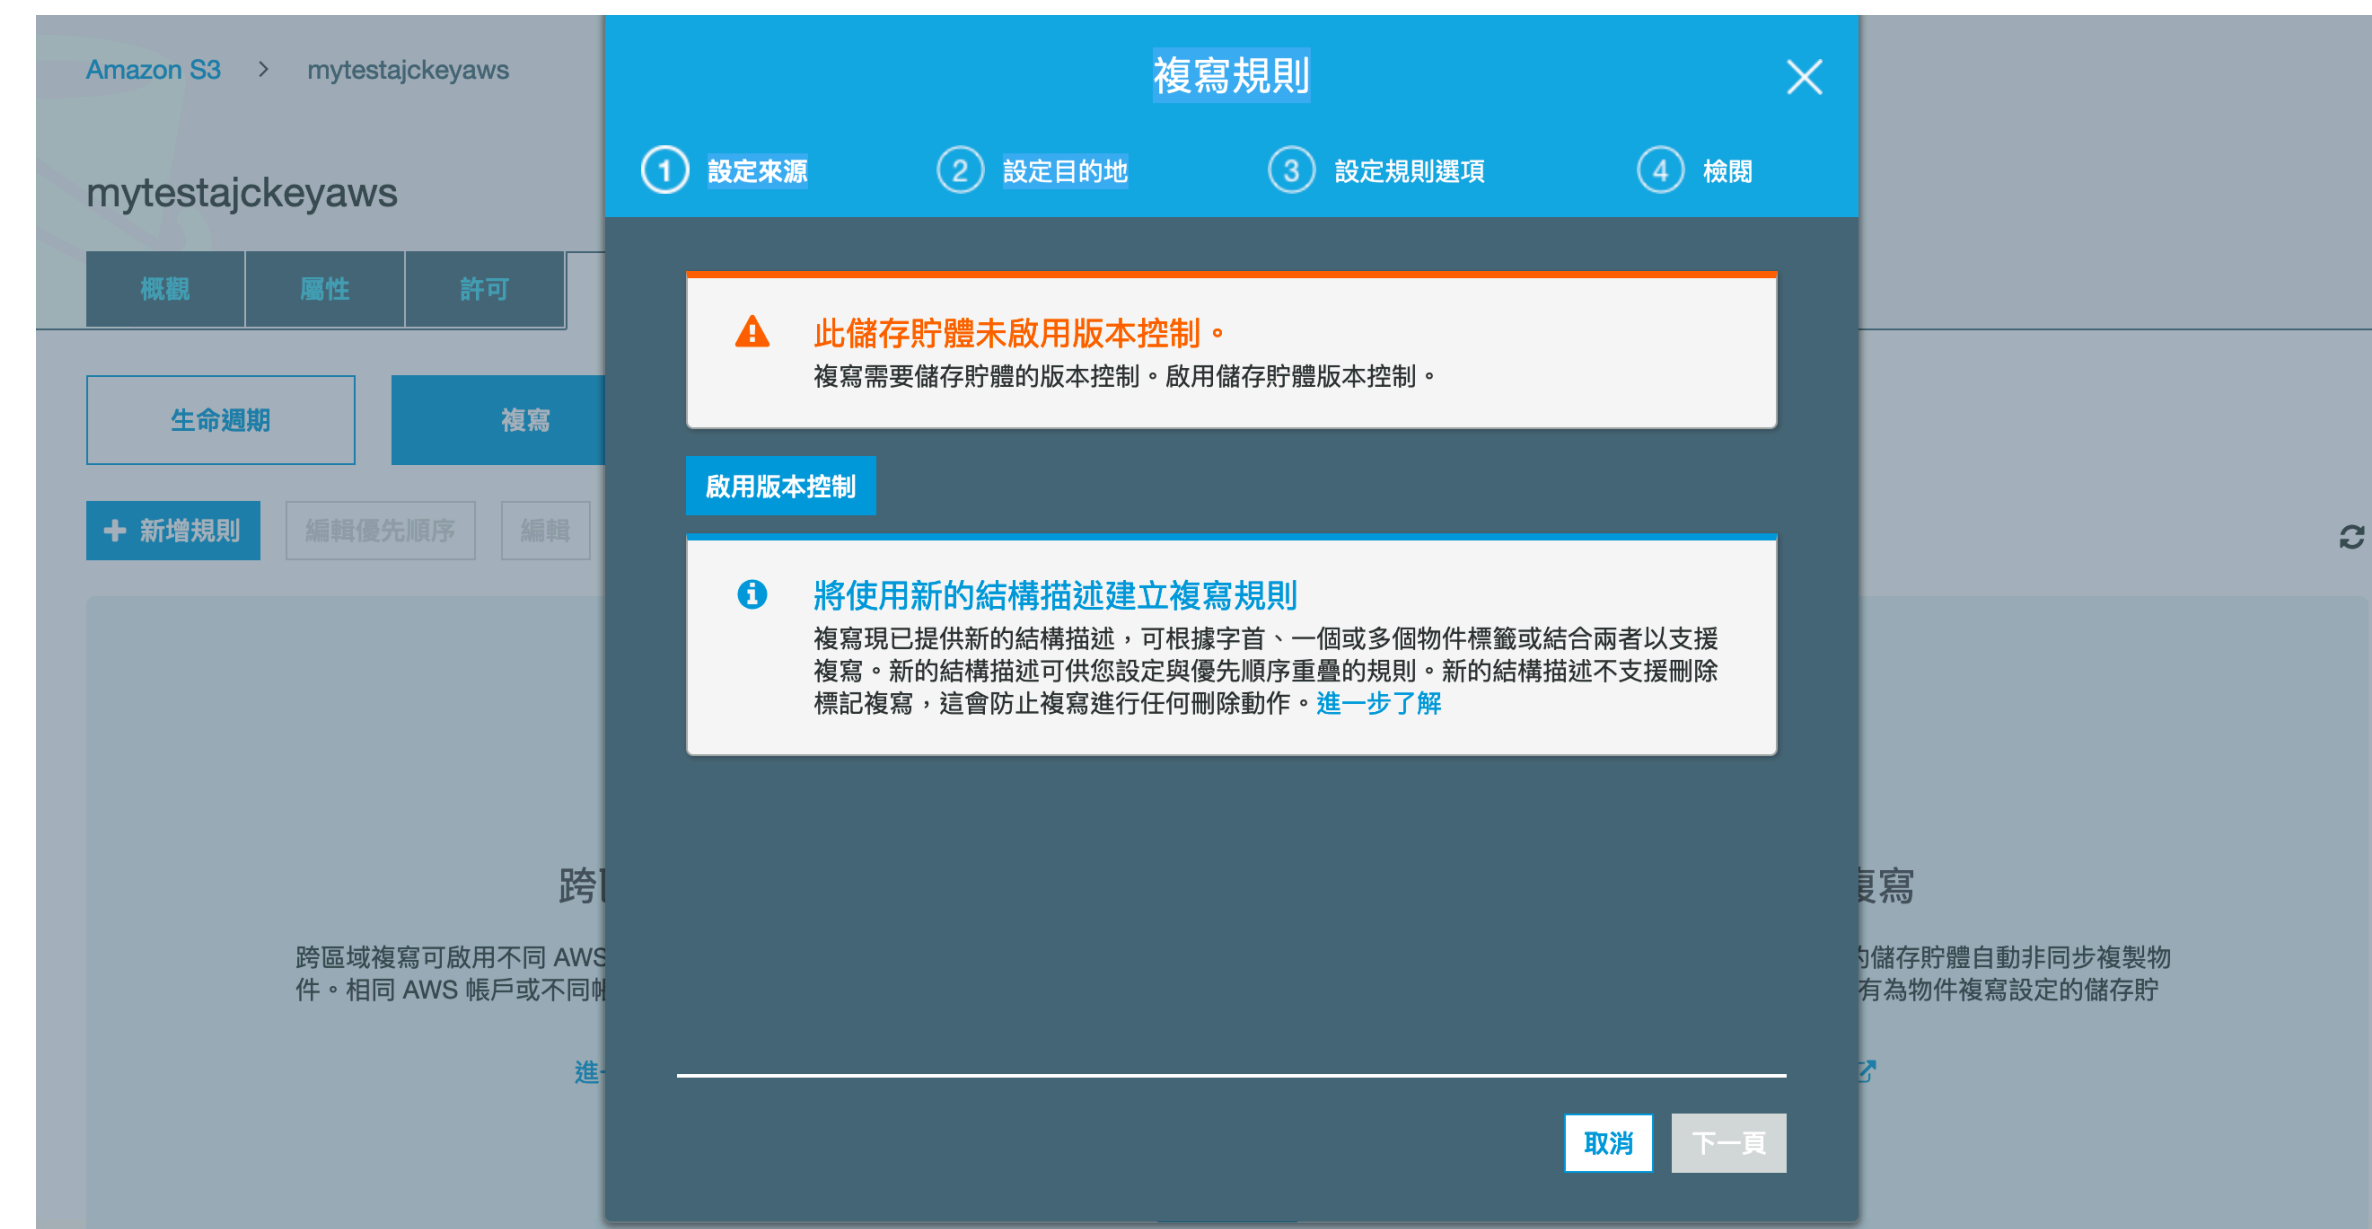 Amazon S3 > mytestajckeyaws
mytestajckeyaws
概觀 屬性 許可
生命週期 複寫
新增規則 編輯優先順序 編輯
跨
跨區域複寫可啟用不同 AWS
件。相同 AWS 帳戶或不同帳
進一
複寫規則
1 設定來源 2 設定目的地 3 設定規則選項 4 檢閱
此儲存貯體未啟用版本控制。
複寫需要儲存貯體的版本控制。啟用儲存貯體版本控制。
啟用版本控制
將使用新的結構描述建立複寫規則
複寫現已提供新的結構描述，可根據字首、一個或多個物件標籤或結合兩者以支援
複寫。新的結構描述可供您設定與優先順序重疊的規則。新的結構描述不支援刪除
標記複寫，這會防止複寫進行任何刪除動作。進一步了解
取消 下一頁
複寫
的儲存貯體自動非同步複製物
有為物件複寫設定的儲存貯